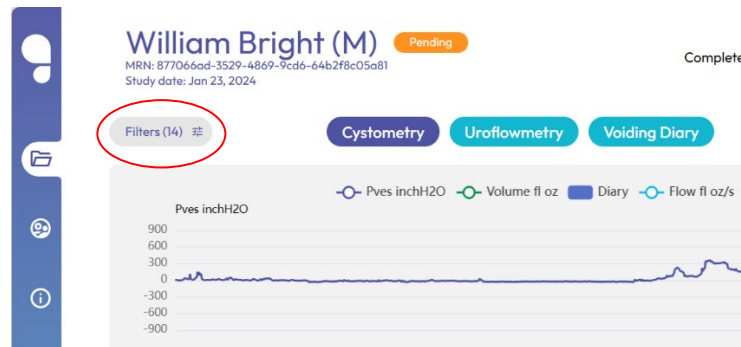 William Bright (M) Pending
MRN: 877066ad-3529-4869-9cd6-64b2f8c05a81
Study date: Jan 23, 2024
Complete
Filters (14)
Cystometry Uroflowmetry Voiding Diary
Pves inchH2O Volume fl oz Diary Flow fl oz/s
Pves inchH2O
900
600
300
0
-300
-600
-900